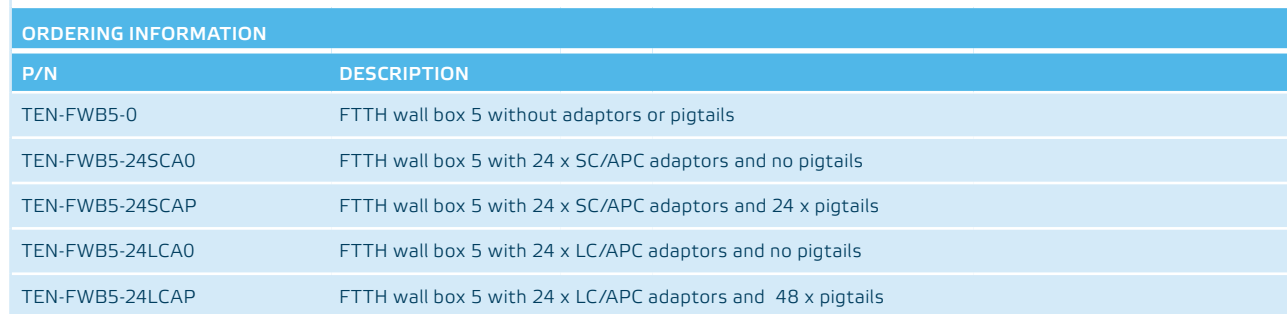 ORDERING INFORMATION
P/N DESCRIPTION
TEN-FWB5-0 FTTH wall box 5 without adaptors or pigtails
TEN-FWB5-24SCA0 FTTH wall box 5 with 24 x SC/APC adaptors and no pigtails
TEN-FWB5-24SCAP FTTH wall box 5 with 24 x SC/APC adaptors and 24 x pigtails
TEN-FWB5-24LCA0 FTTH wall box 5 with 24 x LC/APC adaptors and no pigtails
TEN-FWB5-24LCAP FTTH wall box 5 with 24 x LC/APC adaptors and 48 x pigtails